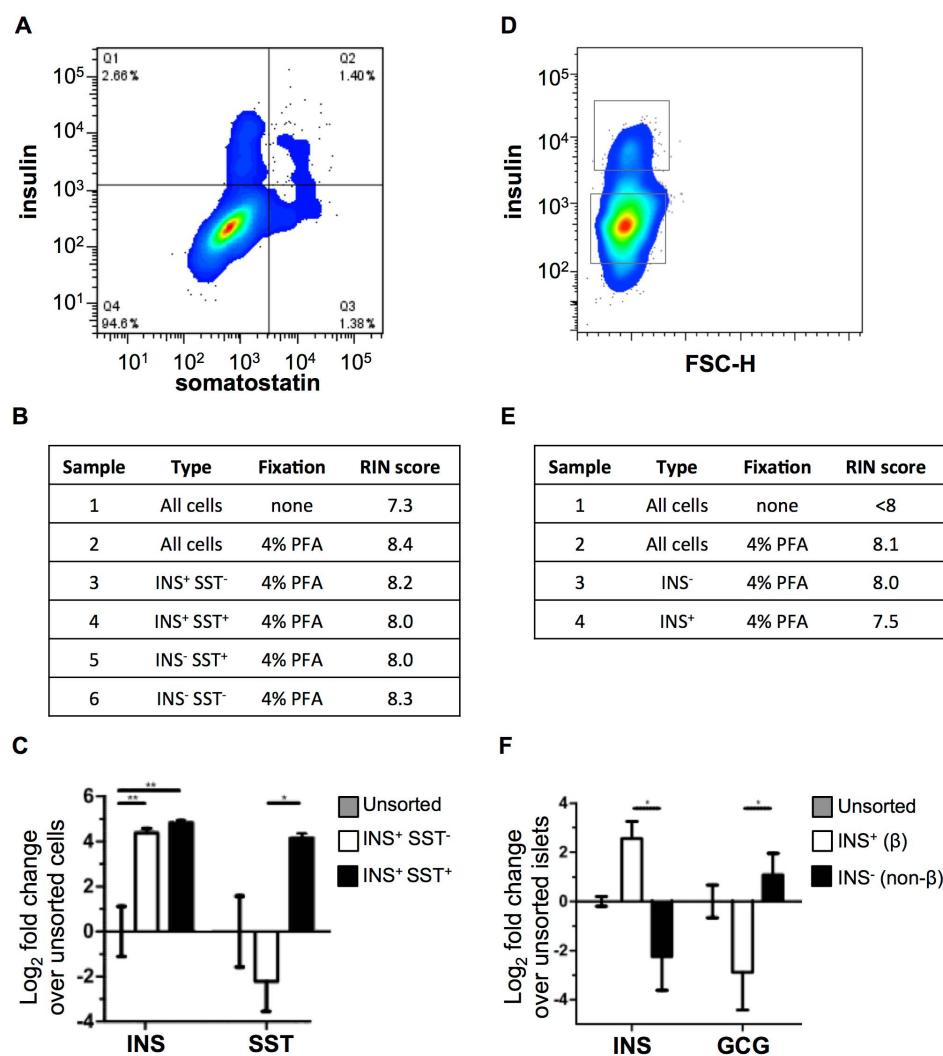 A
insulin
10⁵
10⁴
10³
10²
10¹
Q1
2.66%
Q2
1.40%
Q4
94.6%
Q3
1.38%
10¹ 10² 10³ 10⁴ 10⁵
somatostatin
D
insulin
10⁵
10⁴
10³
10²
FSC-H
B
Sample Type Fixation RIN score
1 All cells none 7.3
2 All cells 4% PFA 8.4
3 INS⁺ SST⁻ 4% PFA 8.2
4 INS⁺ SST⁺ 4% PFA 8.0
5 INS⁻ SST⁺ 4% PFA 8.0
6 INS⁻ SST⁻ 4% PFA 8.3
E
Sample Type Fixation RIN score
1 All cells none <8
2 All cells 4% PFA 8.1
3 INS⁻ 4% PFA 8.0
4 INS⁺ 4% PFA 7.5
C
Log₂ fold change
over unsorted cells
6
4
2
0
-2
-4
**
**
*
INS SST
Unsorted
INS⁺ SST⁻
INS⁺ SST⁺
F
Log₂ fold change
over unsorted islets
4
2
0
-2
-4
*
*
INS GCG
Unsorted
INS⁺ (β)
INS⁻ (non-β)